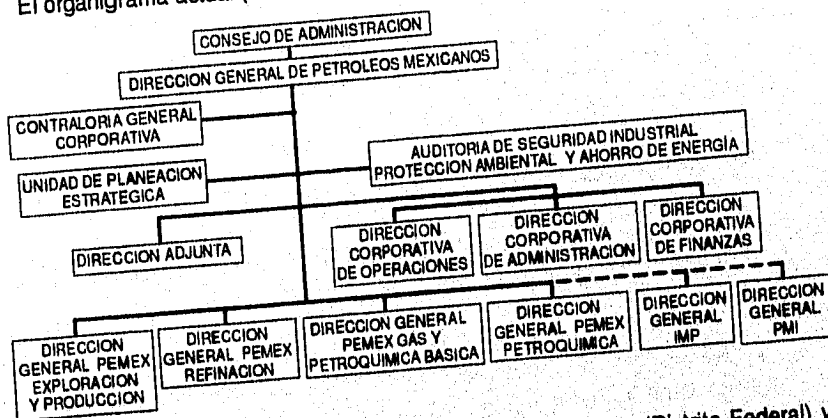 El organigrama actual
CONSEJO DE ADMINISTRACION
DIRECCION GENERAL DE PETROLEOS MEXICANOS
CONTRALORIA GENERAL
CORPORATIVA
AUDITORIA DE SEGURIDAD INDUSTRIAL
PROTECCION AMBIENTAL Y AHORRO DE ENERGÍA
UNIDAD DE PLANEACION
ESTRATEGICA
DIRECCION ADJUNTA
DIRECCION
CORPORATIVA
DE OPERACIONES
DIRECCION
CORPORATIVA
DE ADMINISTRACION
DIRECCION
CORPORATIVA
DE FINANZAS
DIRECCION
GENERAL PEMEX
EXPLORACION
Y PRODUCCION
DIRECCION
GENERAL PEMEX
REFINACION
DIRECCION GENERAL
PEMEX GAS Y
PETROQUIMICA BASICA
DIRECCION
GENERAL PEMEX
PETROQUIMICA
DIRECCION
GENERAL
IMP
DIRECCION
GENERAL
PMI
(Distrito Federal) y